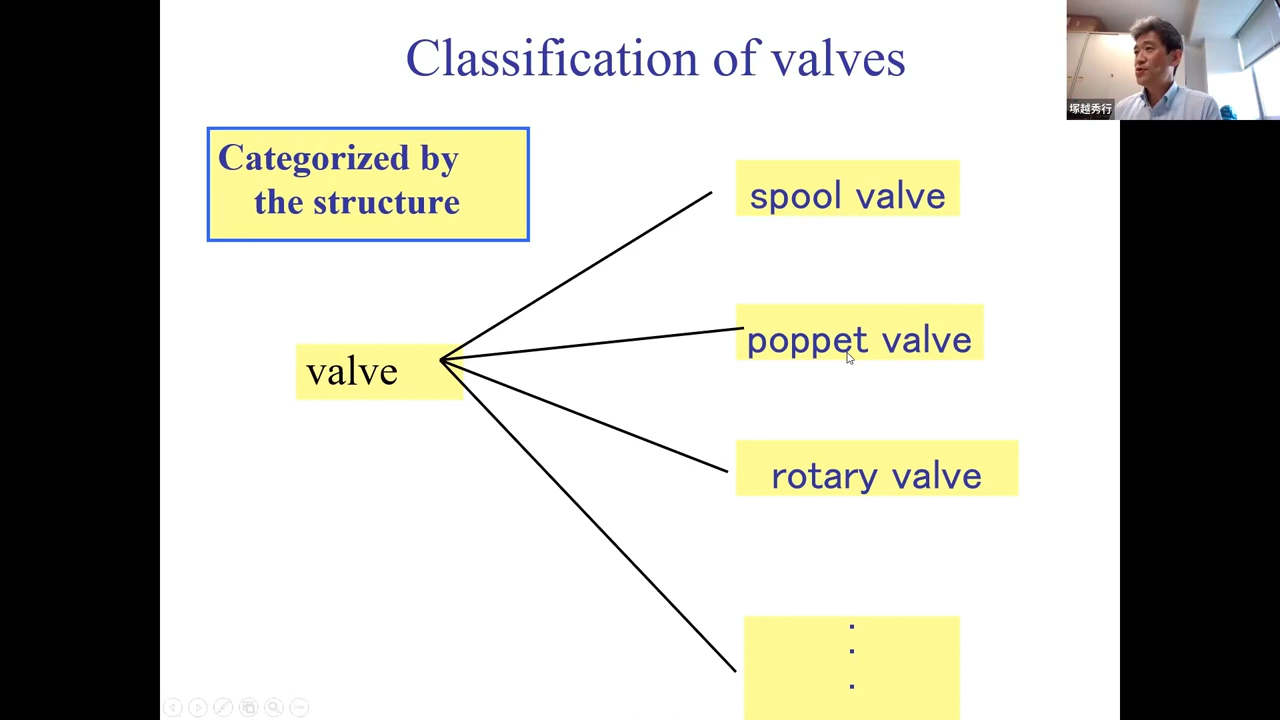 Classification of valves
塚越秀行
Categorized by
the structure
spool valve
poppet valve
valve
rotary valve